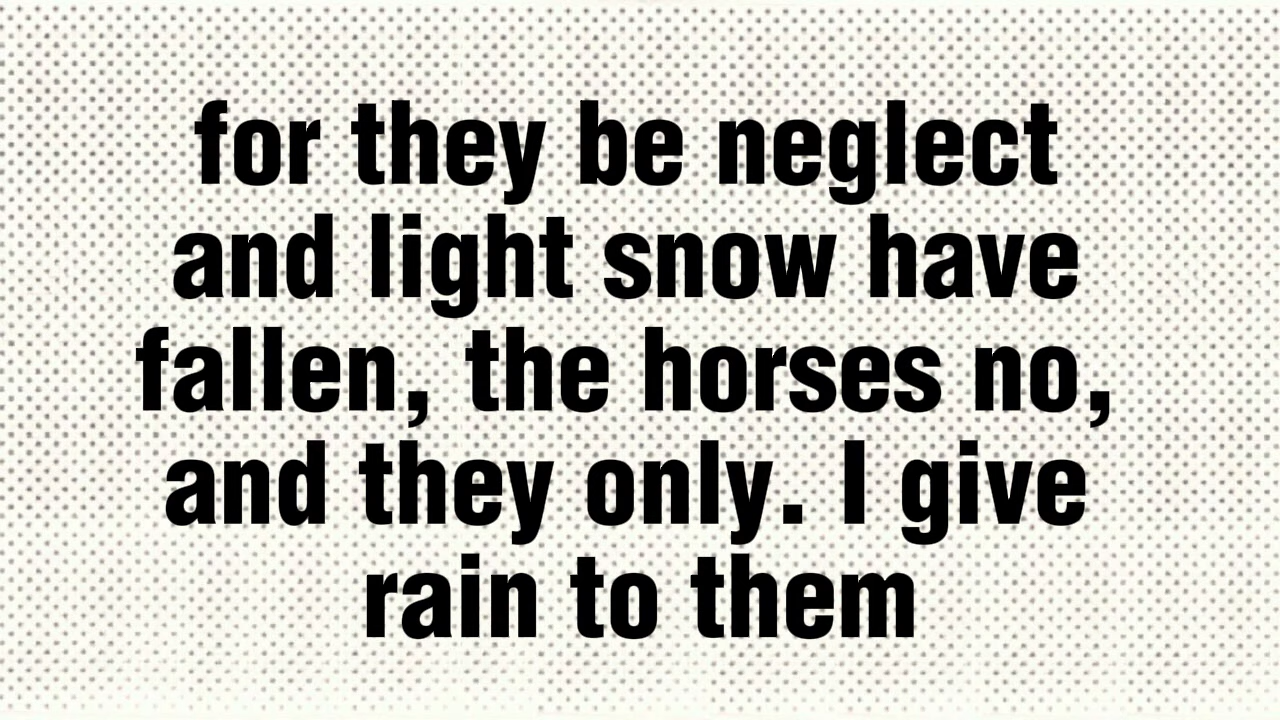 for they be neglect
and light snow have
fallen, the horses no,
and they only. I give
rain to them